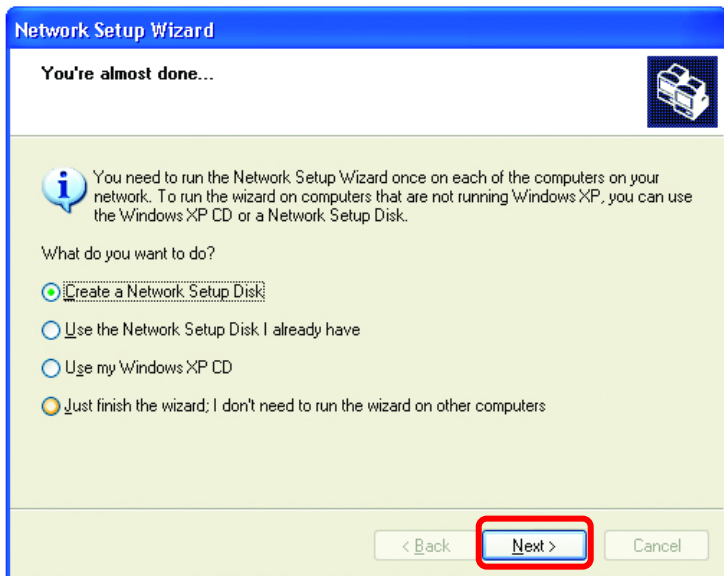 Network Setup Wizard
You're almost done...
You need to run the Network Setup Wizard once on each of the computers on your
network. To run the wizard on computers that are not running Windows XP, you can use
the Windows XP CD or a Network Setup Disk.
What do you want to do?
Create a Network Setup Disk
Use the Network Setup Disk I already have
Use my Windows XP CD
Just finish the wizard; I don't need to run the wizard on other computers
< Back Next > Cancel